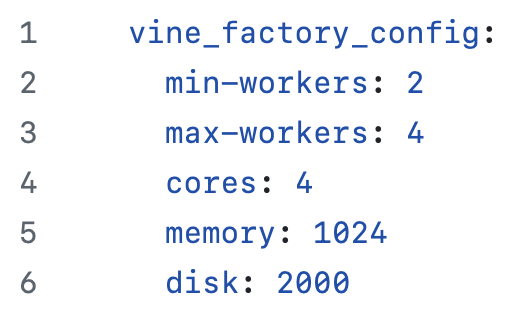 1 vine_factory_config:
2 min-workers: 2
3 max-workers: 4
4 cores: 4
5 memory: 1024
6 disk: 2000